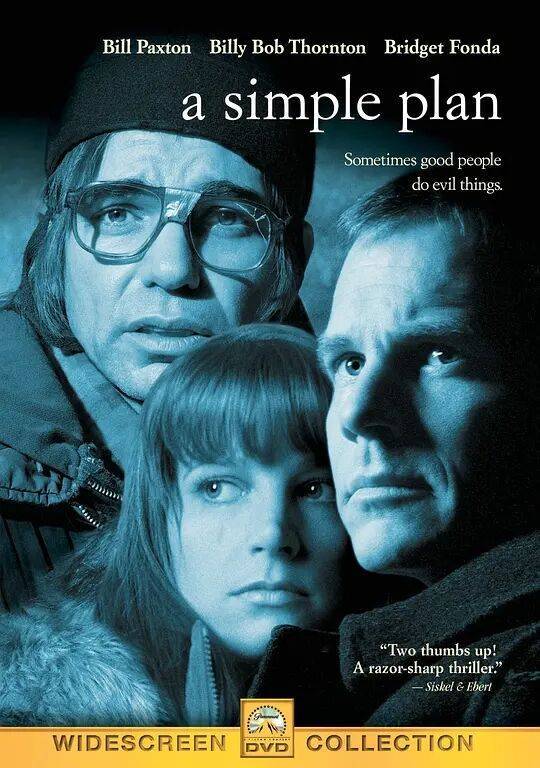 Bill Paxton Billy Bob Thornton Bridget Fonda
a simple plan
Sometimes good people
do evil things.
“Two thumbs up!
A razor-sharp thriller.”
— Siskel & Ebert
Paramount
WIDESCREEN DVD COLLECTION